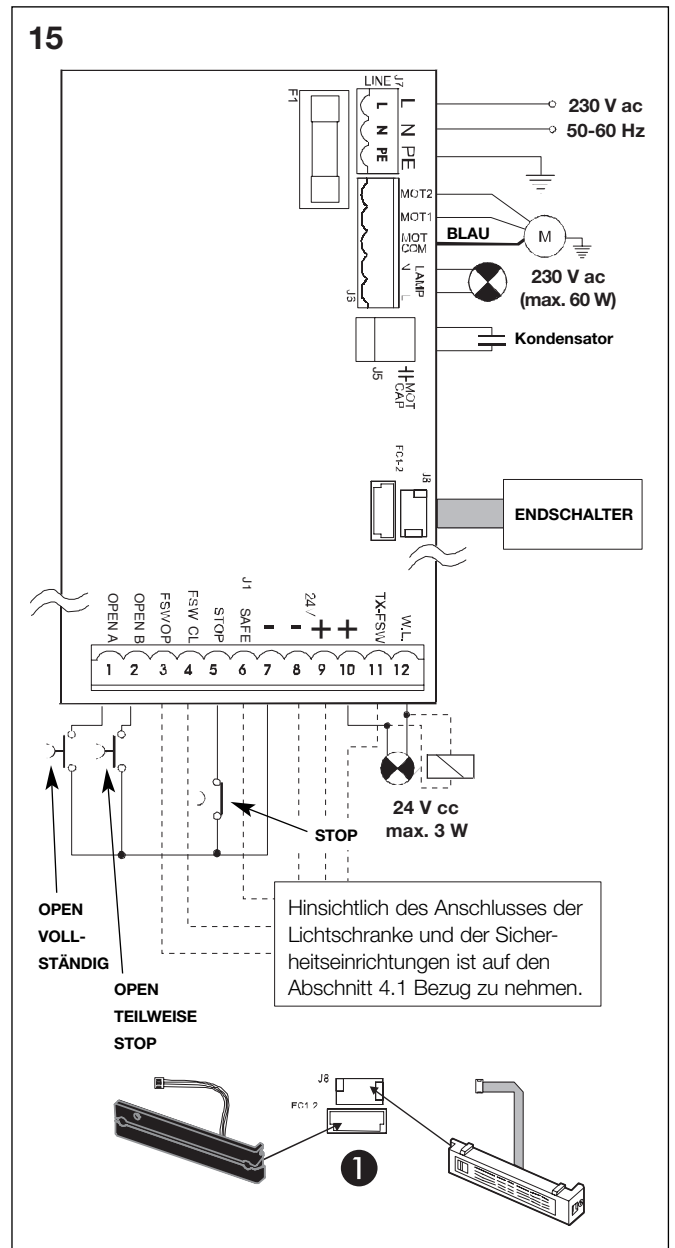 15
LINE
J7
F1
L
N
PE
L
N
PE
230 V ac
50-60 Hz
MOT2
MOT1
MOT
COM
BLAU
M
N
LAMP
L
J3
230 V ac
(max. 60 W)
Kondensator
J5
MOT
CAP
FC1-2
J8
ENDSCHALTER
OPEN A
OPEN B
FSWOP
FSW CL
STOP
J1
SAFE
-
-
24/
+
+
TX-FSW
W.L.
1 2 3 4 5 6 7 8 9 10 11 12
24 V cc
max. 3 W
STOP
OPEN
VOLL-
STÄNDIG
OPEN
TEILWEISE
STOP
Hinsichtlich des Anschlusses der
Lichtschranke und der Sicher-
heitseinrichtungen ist auf den
Abschnitt 4.1 Bezug zu nehmen.
J8
FC1 2
1